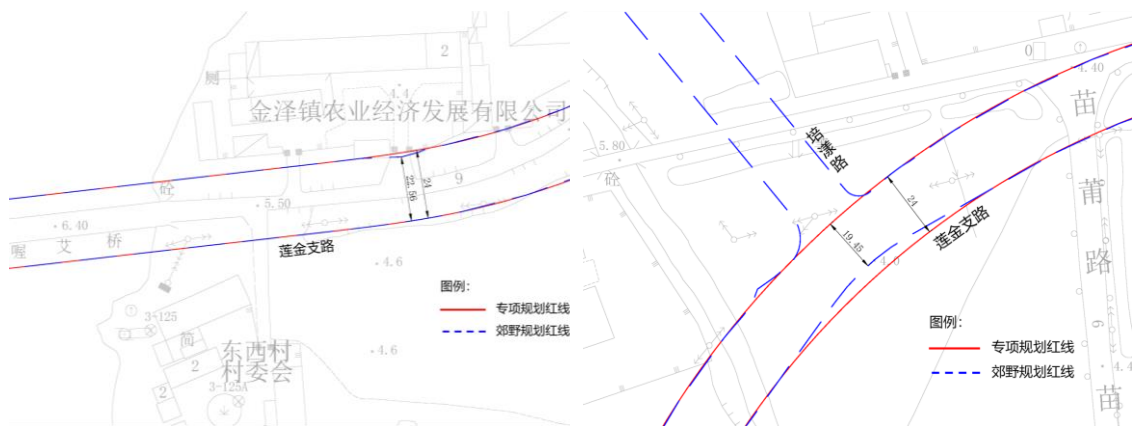 2
厕
4.4
金泽镇农业经济发展有限公司
砼
22.56
24
9
5.50
6.40
喔艾桥
莲金支路
4.6
图例：
专项规划红线
郊野规划红线
3-125
简
2
东西村
村委会
4.6
3-125A
2
0
4.40
苗
5.80
培溪路
砼
9
莆
24
19.45
莲金支路
4.0
路
图例：
专项规划红线
9
郊野规划红线
4.4
苗